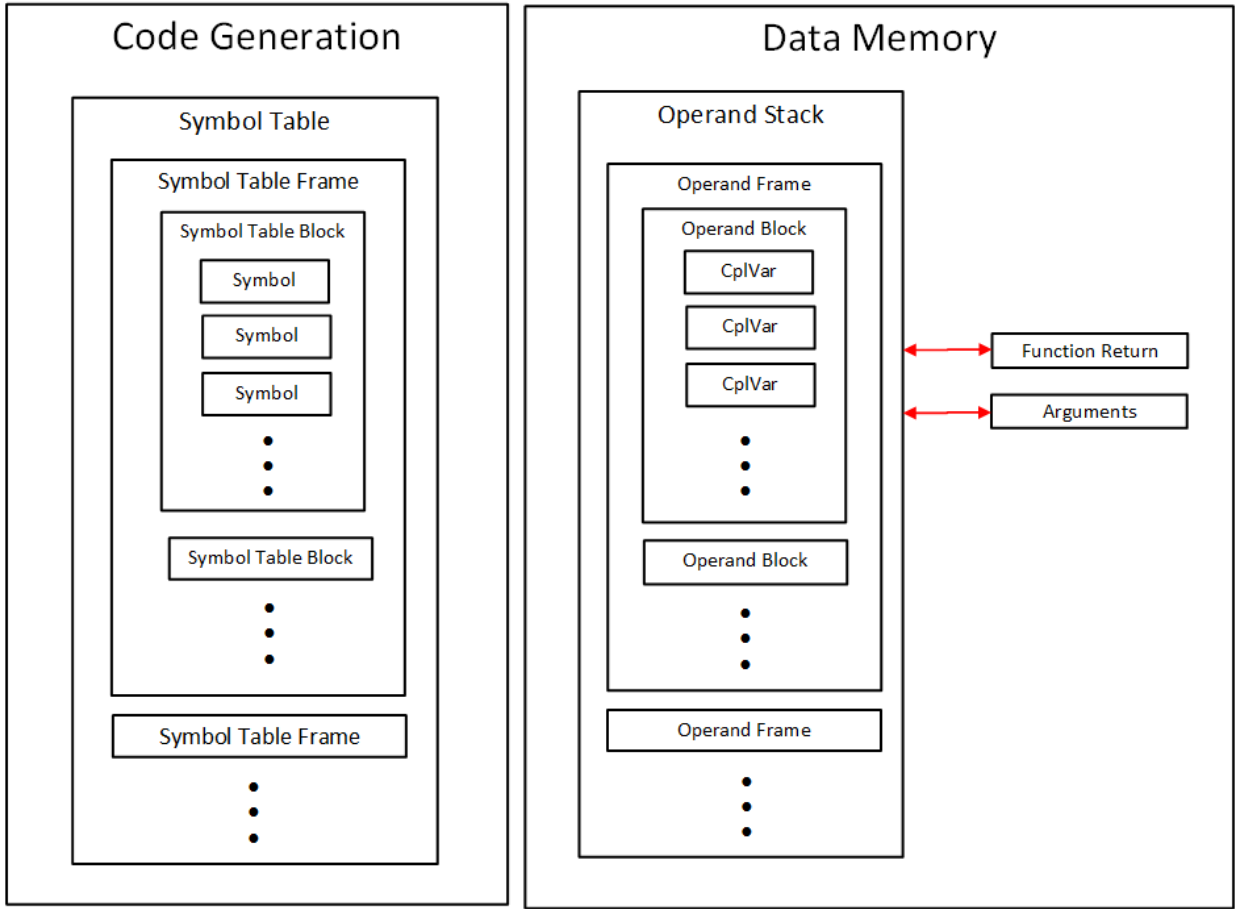 Code Generation
Symbol Table
Symbol Table Frame
Symbol Table Block
Symbol
Symbol
Symbol
Symbol Table Block
Symbol Table Frame
Data Memory
Operand Stack
Operand Frame
Operand Block
CplVar
CplVar
CplVar
Operand Block
Operand Frame
Function Return
Arguments